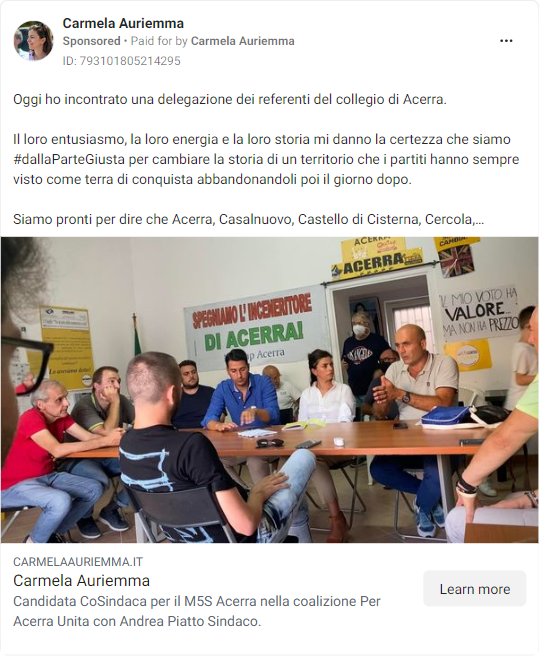 Carmela Auriemma
Sponsored • Paid for by Carmela Auriemma
ID: 793101805214295
Oggi ho incontrato una delegazione dei referenti del collegio di Acerra.
Il loro entusiasmo, la loro energia e la loro storia mi danno la certezza che siamo
#dallaParteGiusta per cambiare la storia di un territorio che i partiti hanno sempre
visto come terra di conquista abbandonandoli poi il giorno dopo.
Siamo pronti per dire che Acerra, Casalnuovo, Castello di Cisterna, Cercola,...
ACERRA
ACERRA
CAMBIA
SPEGNIAMO L'INCENERITORE
DI ACERRA!
Acerra
IL MIO VOTO HA
VALORE...
MA NON HA PREZZO
CARMELAAURIEMMA.IT
Carmela Auriemma
Candidata CoSindaca per il M5S Acerra nella coalizione Per
Acerra Unita con Andrea Piatto Sindaco.
Learn more